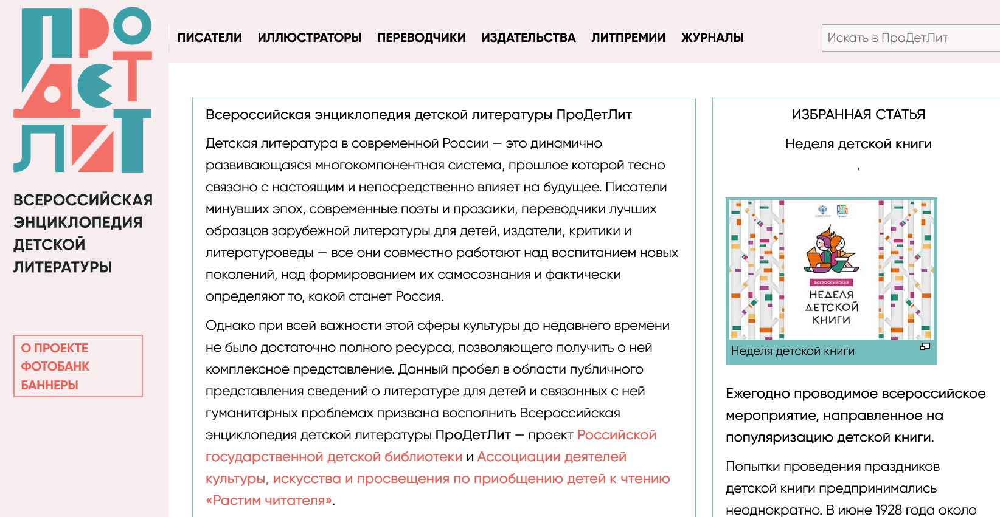 ПРО
ДЕТ
ЛИТ
ВСЕРОССИЙСКАЯ
ЭНЦИКЛОПЕДИЯ
ДЕТСКОЙ
ЛИТЕРАТУРЫ
О ПРОЕКТЕ
ФОТОБАНК
БАННЕРЫ
ПИСАТЕЛИ ИЛЛЮСТРАТОРЫ ПЕРЕВОДЧИКИ ИЗДАТЕЛЬСТВА ЛИТПРЕМИИ ЖУРНАЛЫ
Искать в ПроДетЛит
Всероссийская энциклопедия детской литературы ПроДетЛит
Детская литература в современной России — это динамично
развивающаяся многокомпонентная система, прошлое которой тесно
связано с настоящим и непосредственно влияет на будущее. Писатели
минувших эпох, современные поэты и прозаики, переводчики лучших
образцов зарубежной литературы для детей, издатели, критики и
литературоведы — все они совместно работают над воспитанием новых
поколений, над формированием их самосознания и фактически
определяют то, какой станет Россия.
Однако при всей важности этой сферы культуры до недавнего времени
не было достаточно полного ресурса, позволяющего получить о ней
комплексное представление. Данный пробел в области публичного
представления сведений о литературе для детей и связанных с ней
гуманитарных проблемах призвана восполнить Всероссийская
энциклопедия детской литературы ПроДетЛит — проект Российской
государственной детской библиотеки и Ассоциации деятелей
культуры, искусства и просвещения по приобщению детей к чтению
«Растим читателя».
ИЗБРАННАЯ СТАТЬЯ
Неделя детской книги
'
ВСЕРОССИЙСКАЯ
НЕДЕЛЯ
ДЕТСКОЙ
КНИГИ
Неделя детской книги
Ежегодно проводимое всероссийское
мероприятие, направленное на
популяризацию детской книги.
Попытки проведения праздников
детской книги предпринимались
неоднократно. В июне 1928 года около